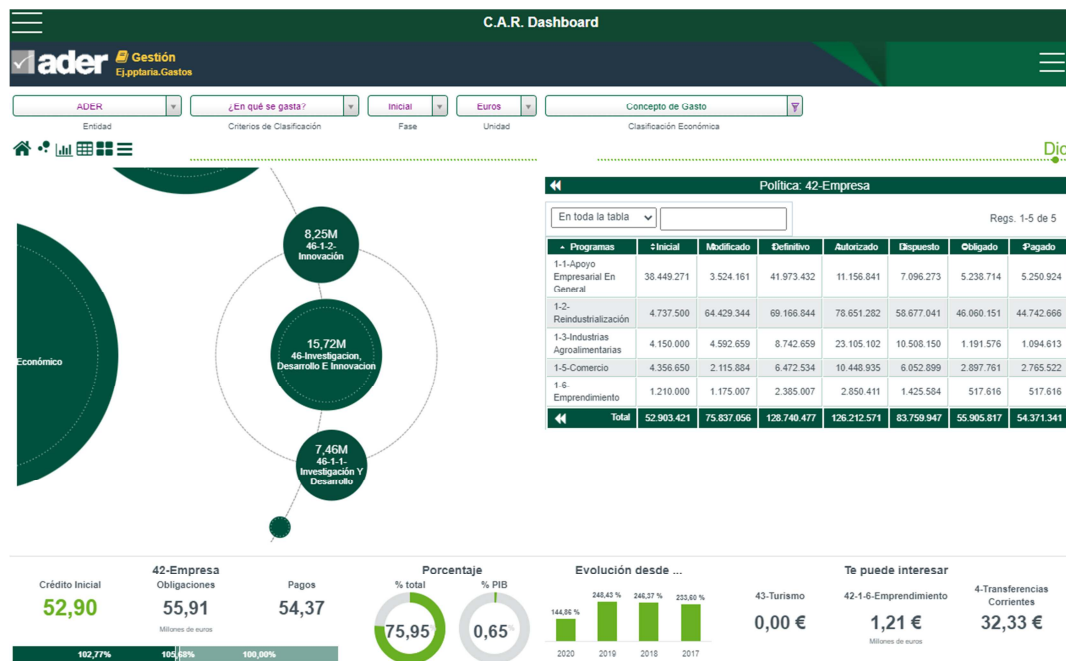 C.A.R. Dashboard
ader
Gestión
Ej.pptaria.Gastos
ADER
¿En qué se gasta?
Inicial
Euros
Concepto de Gasto
Entidad
Criterios de Clasificación
Fase
Unidad
Clasificación Económica
8,25M
46-1-2-
Innovación
15,72M
46-Investigacion,
Desarrollo E Innovacion
Económico
7,46M
46-1-1-
Investigación Y
Desarrollo
Política: 42-Empresa
En toda la tabla
Regs. 1-5 de 5
Programas Inicial Modificado Definitivo Autorizado Dispuesto Obligado Pagado
1-1-Apoyo
Empresarial En
General
38.449.271 3.524.161 41.973.432 11.156.841 7.096.273 5.238.714 5.250.924
1-2-
Reindustrialización
4.737.500 64.429.344 69.166.844 78.651.282 58.677.041 46.060.151 44.742.666
1-3-Industrias
Agroalimentarias
4.150.000 4.592.659 8.742.659 23.105.102 10.508.150 1.191.576 1.094.613
1-5-Comercio 4.356.650 2.115.884 6.472.534 10.448.935 6.052.899 2.897.761 2.765.522
1-6-
Emprendimiento
1.210.000 1.175.007 2.385.007 2.850.411 1.425.584 517.616 517.616
Total 52.903.421 75.837.056 128.740.477 126.212.571 83.759.947 55.905.817 54.371.341
42-Empresa
Crédito Inicial
Obligaciones
Pagos
52,90
55,91
54,37
Millones de euros
102,77% 105,68% 100,00%
Porcentaje
% total
% PIB
75,95%
0,65%
Evolución desde ...
144,86 %
248,43 %
246,37 %
233,60 %
2020 2019 2018 2017
Te puede interesar
43-Turismo
0,00 €
42-1-6-Emprendimiento
1,21 €
Millones de euros
4-Transferencias
Corrientes
32,33 €